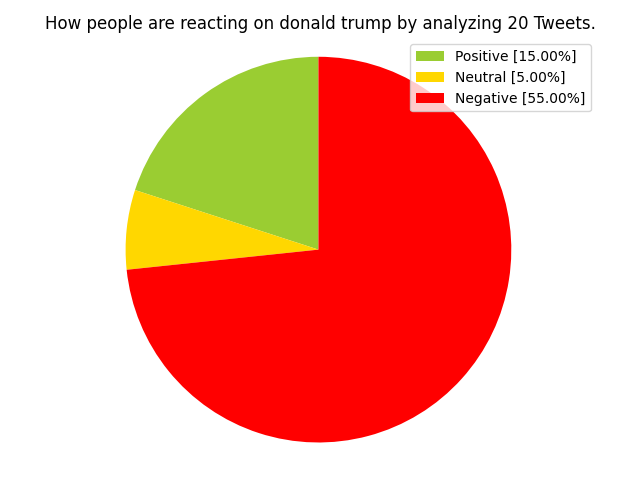 How people are reacting on donald trump by analyzing 20 Tweets.
Positive [15.00%]
Neutral [5.00%]
Negative [55.00%]